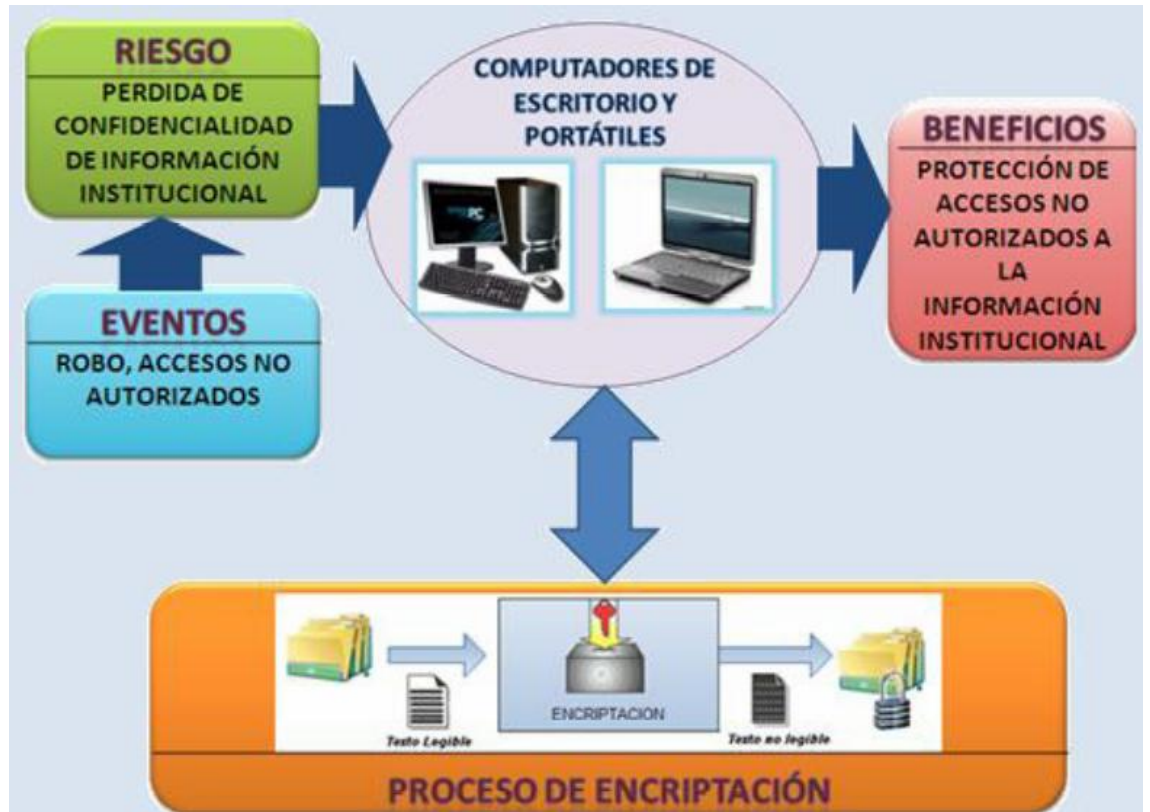 RIESGO
PERDIDA DE
CONFIDENCIALIDAD
DE INFORMACIÓN
INSTITUCIONAL
EVENTOS
ROBO, ACCESOS NO
AUTORIZADOS
COMPUTADORES DE
ESCRITORIO Y
PORTÁTILES
BENEFICIOS
PROTECCIÓN DE
ACCESOS NO
AUTORIZADOS A
LA
INFORMACIÓN
INSTITUCIONAL
ENCRIPTACION
Texto Legible
Texto no legible
PROCESO DE ENCRIPTACIÓN